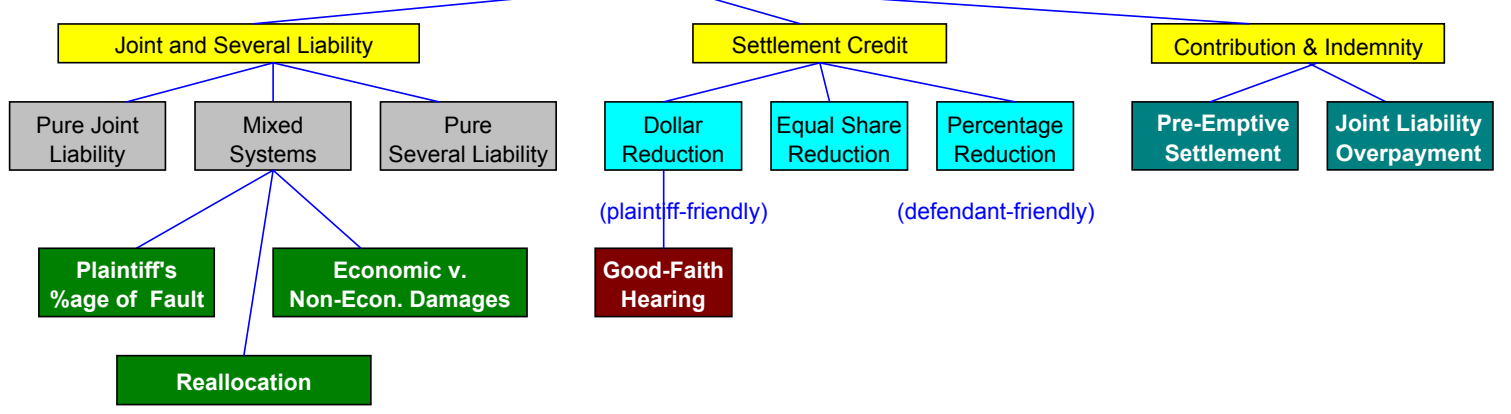 Joint and Several Liability
Settlement Credit
Contribution & Indemnity
Pure Joint
Liability
Mixed
Systems
Pure
Several Liability
Dollar
Reduction
Equal Share
Reduction
Percentage
Reduction
Pre-Emptive
Settlement
Joint Liability
Overpayment
(plaintiff-friendly)
(defendant-friendly)
Plaintiff's
%age of Fault
Economic v.
Non-Econ. Damages
Good-Faith
Hearing
Reallocation